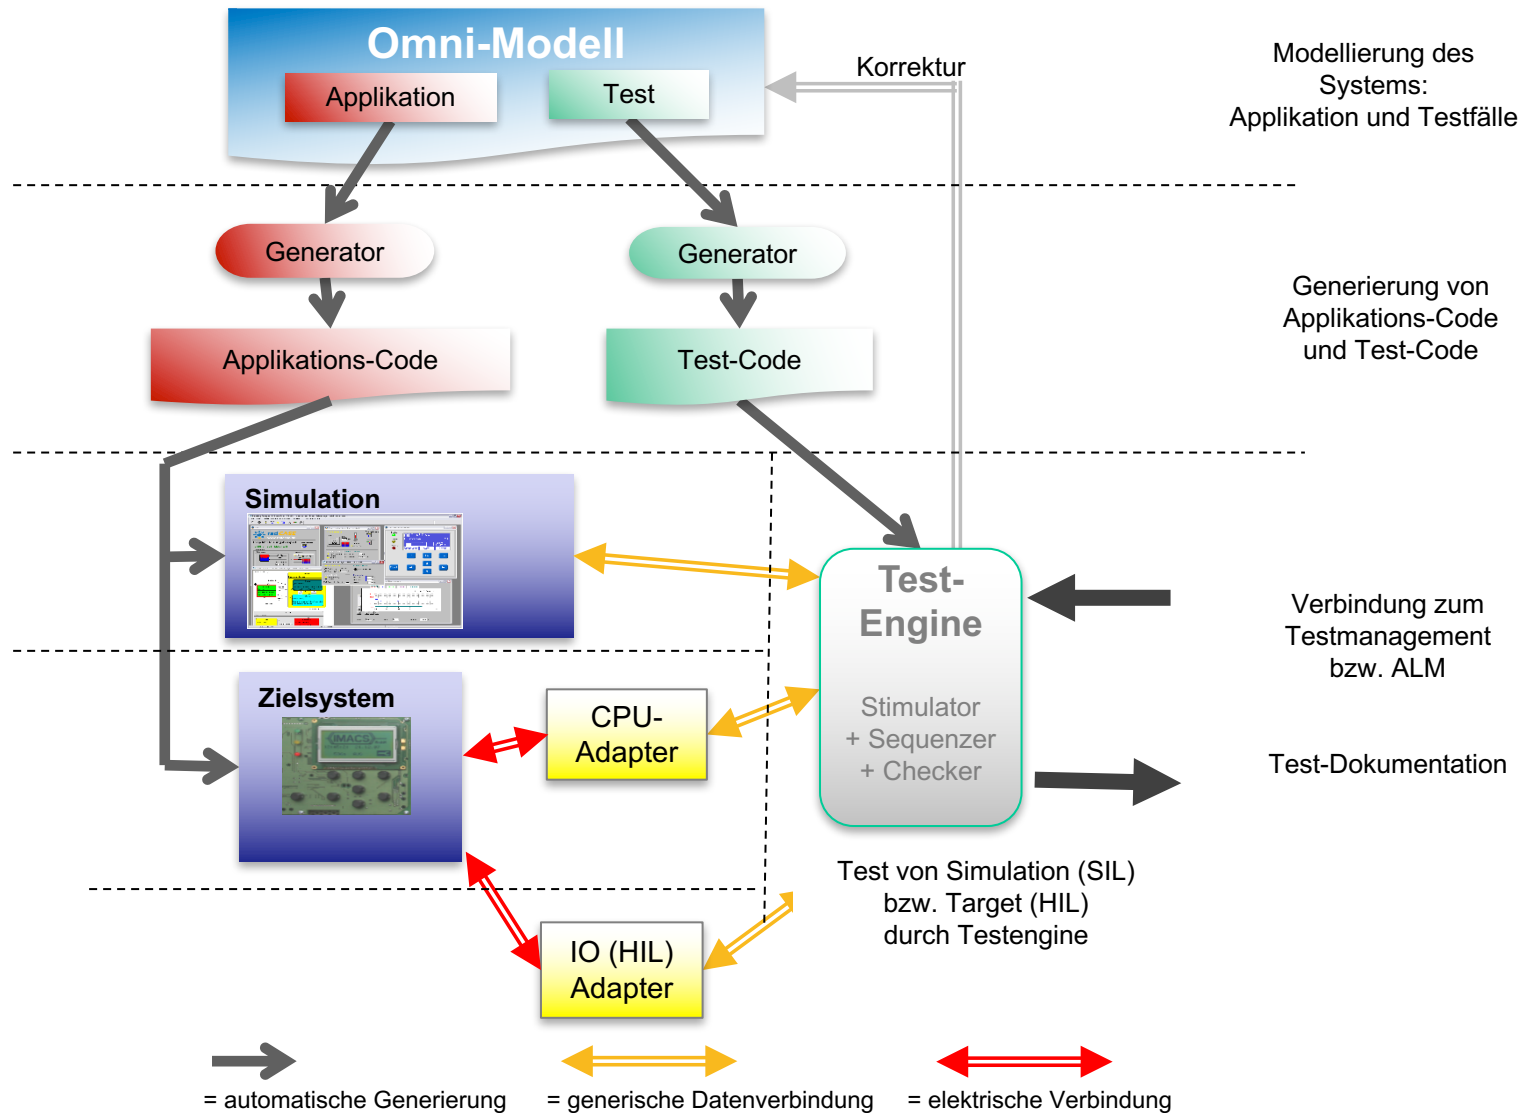 Omni-Modell
Applikation
Test
Korrektur
Modellierung des
Systems:
Applikation und Testfälle
Generator
Generator
Generierung von
Applikations-Code
und Test-Code
Applikations-Code
Test-Code
Simulation
Test-
Engine
Stimulator
+ Sequenzer
+ Checker
Verbindung zum
Testmanagement
bzw. ALM
Zielsystem
IMACS
CPU-
Adapter
Test-Dokumentation
Test von Simulation (SIL)
bzw. Target (HIL)
durch Testengine
IO (HIL)
Adapter
= automatische Generierung
= generische Datenverbindung
= elektrische Verbindung